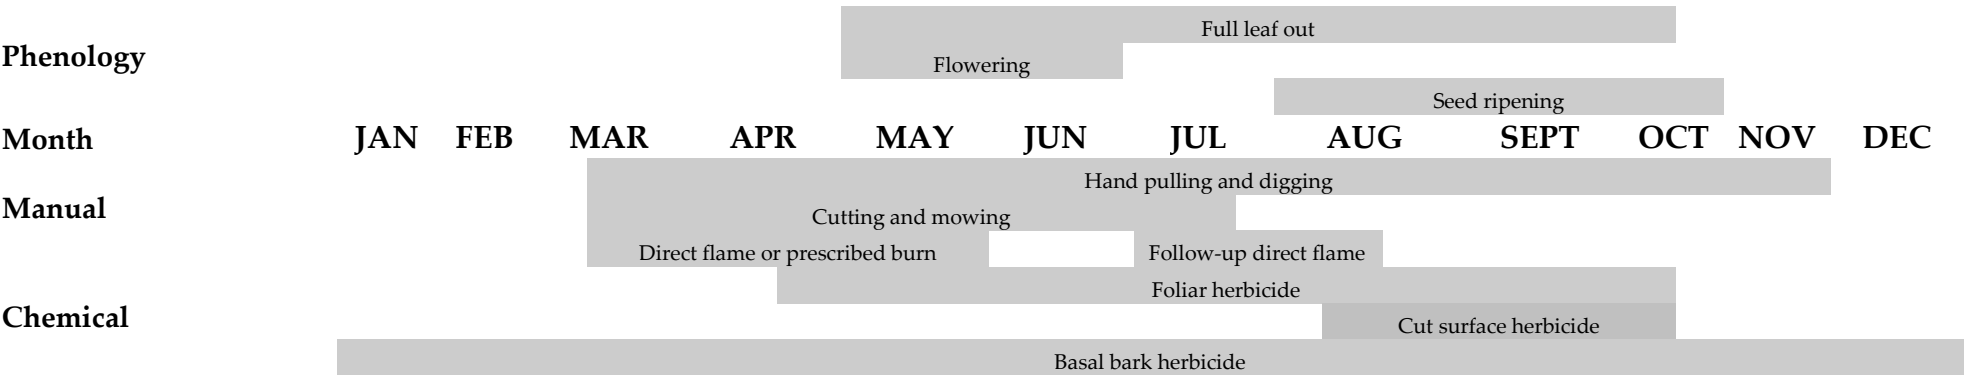 Full leaf out
Phenology
Flowering
Seed ripening
Month JAN FEB MAR APR MAY JUN JUL AUG SEPT OCT NOV DEC
Hand pulling and digging
Manual
Cutting and mowing
Direct flame or prescribed burn Follow-up direct flame
Foliar herbicide
Chemical
Cut surface herbicide
Basal bark herbicide